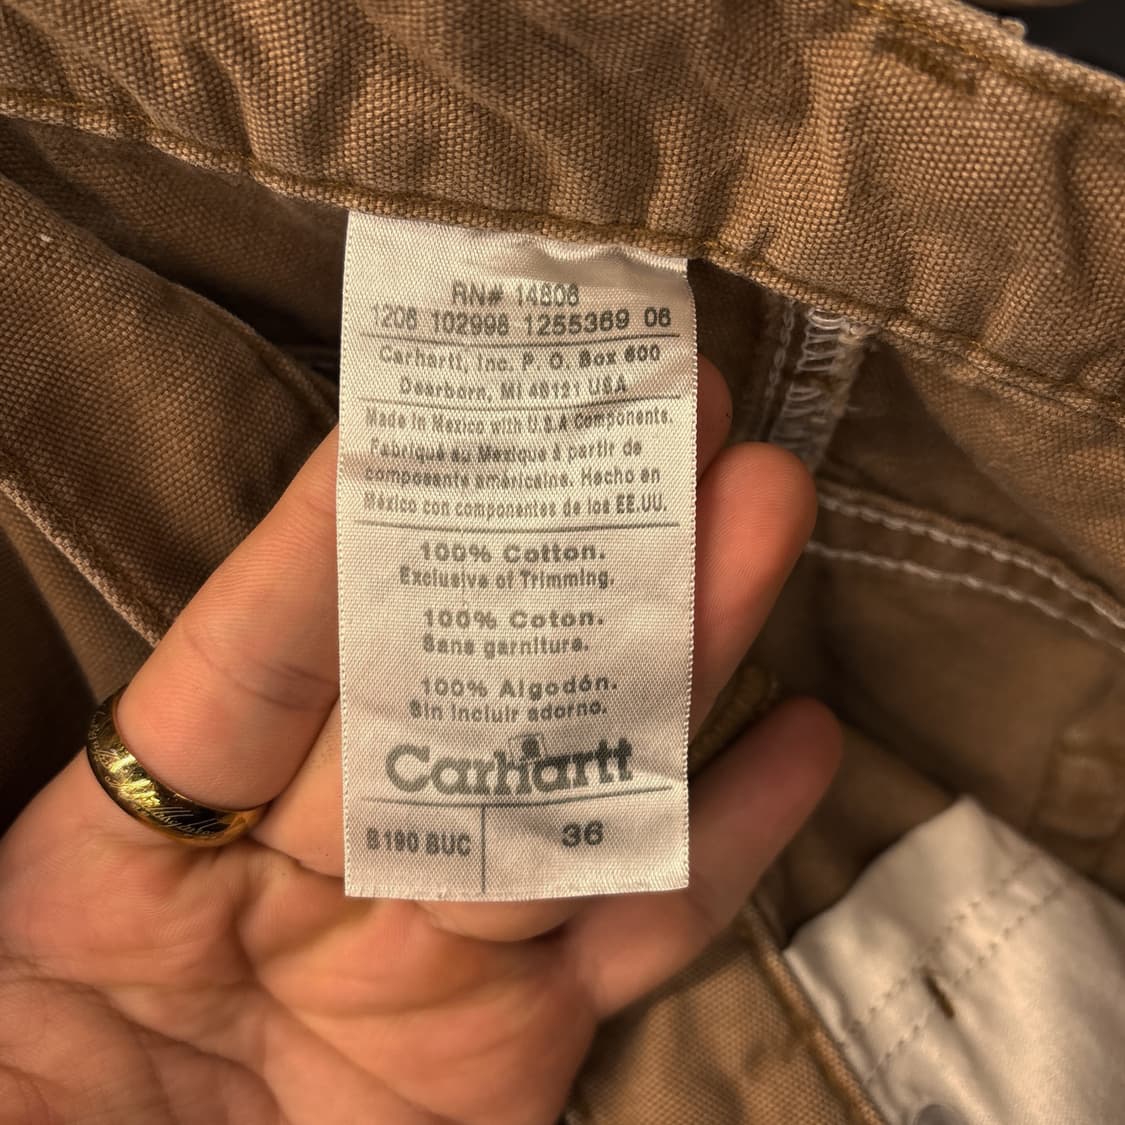 RN# 14806
1206 102998 1255369 06
Carhartt, Inc. P. O. Box 600
Dearborn, MI 48121 USA
Made in Mexico with U.S.A Components.
Fabriqué au Mexique à partir de
composants américains. Hecho en
México con componentes de los EE.UU.
100% Cotton.
Exclusive of Trimming.
100% Coton.
Sans garniture.
100% Algodón.
Sin incluir adorno.
Carhartt
B190 BUC
36